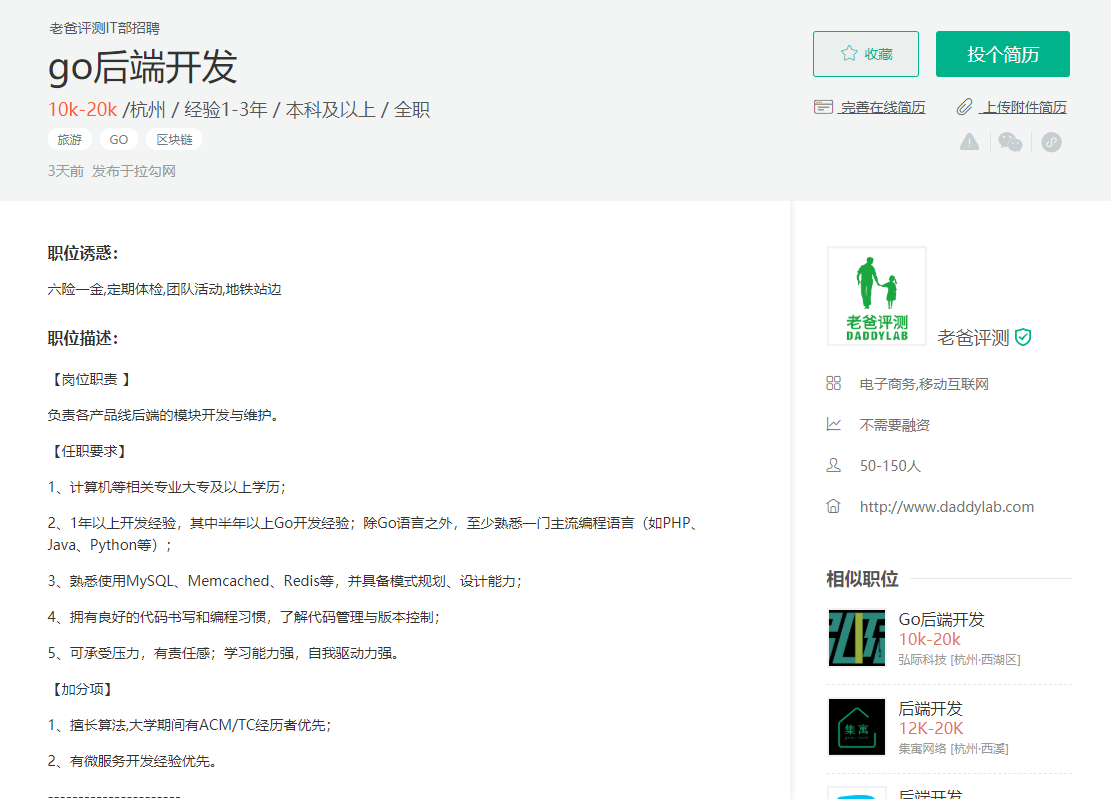 老爸评测IT部招聘
go后端开发
10k-20k /杭州 / 经验1-3年 / 本科及以上 / 全职
旅游 GO 区块链
3天前 发布于拉勾网
收藏 投个简历
完善在线简历 上传附件简历
职位诱惑：
六险一金,定期体检,团队活动,地铁站边
职位描述：
【岗位职责 】
负责各产品线后端的模块开发与维护。
【任职要求】
1、计算机等相关专业大专及以上学历；
2、1年以上开发经验，其中半年以上Go开发经验；除Go语言之外，至少熟悉一门主流编程语言（如PHP、
Java、Python等）；
3、熟悉使用MySQL、Memcached、Redis等，并具备模式规划、设计能力；
4、拥有良好的代码书写和编程习惯，了解代码管理与版本控制；
5、可承受压力，有责任感；学习能力强，自我驱动力强。
【加分项】
1、擅长算法,大学期间有ACM/TC经历者优先；
2、有微服务开发经验优先。
----------------------
老爸评测
DADDYLAB
老爸评测
电子商务,移动互联网
不需要融资
50-150人
http://www.daddylab.com
相似职位
Go后端开发
10k-20k
弘际科技 [杭州·西湖区]
集寓
后端开发
12K-20K
集寓网络 [杭州·西溪]
后端开发